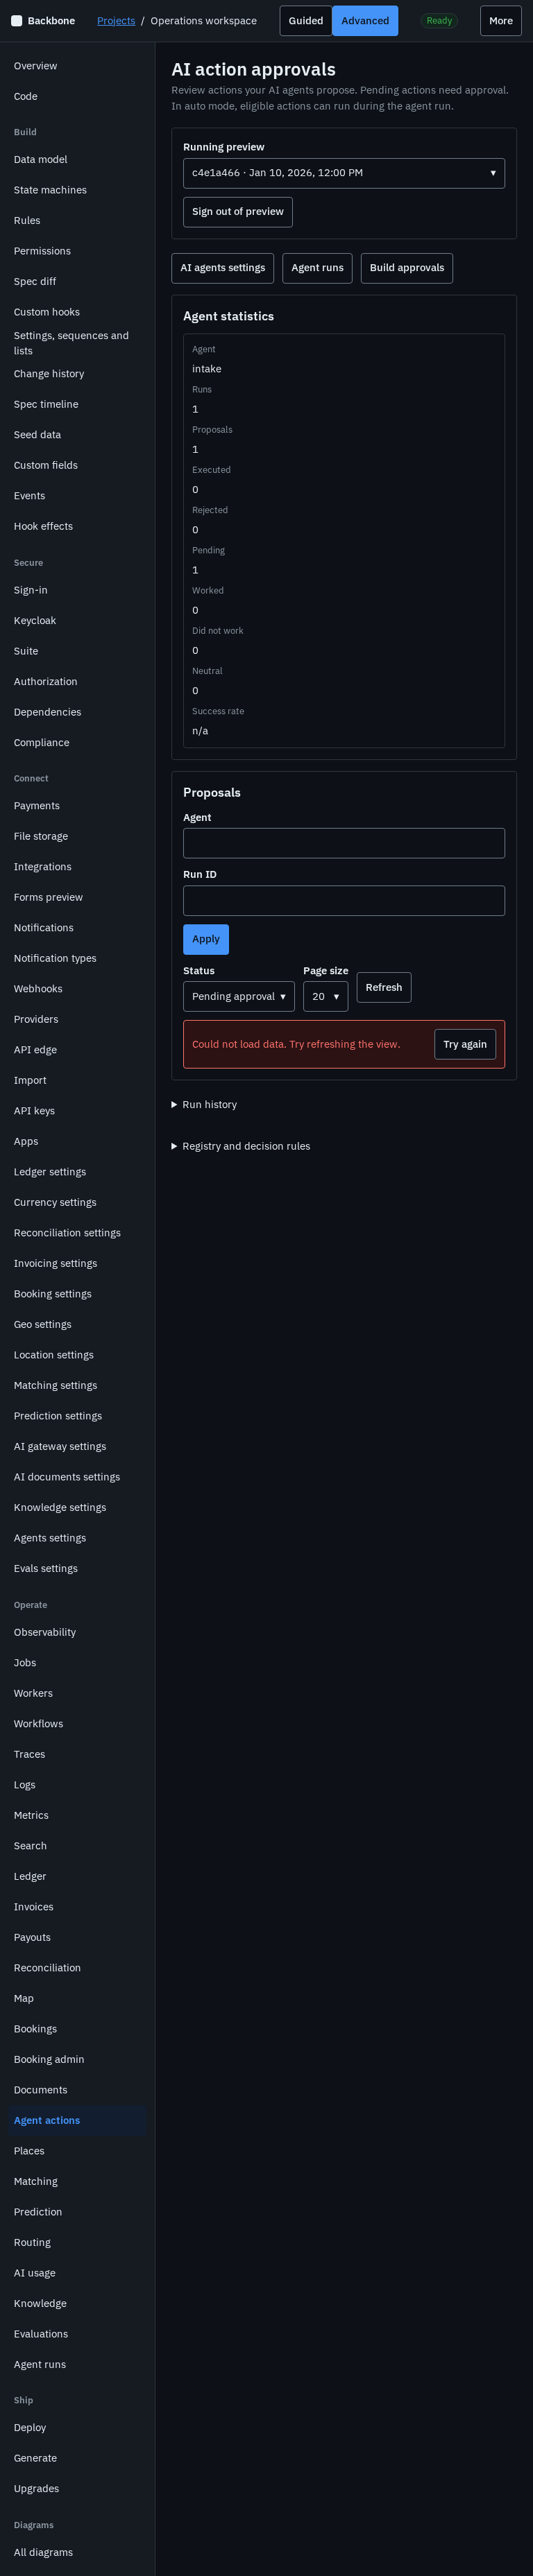 Backbone
Projects / Operations workspace
Guided
Advanced
Ready
More
Overview
Code
Build
Data model
State machines
Rules
Permissions
Spec diff
Custom hooks
Settings, sequences and
lists
Change history
Spec timeline
Seed data
Custom fields
Events
Hook effects
Secure
Sign-in
Keycloak
Suite
Authorization
Dependencies
Compliance
Connect
Payments
File storage
Integrations
Forms preview
Notifications
Notification types
Webhooks
Providers
API edge
Import
API keys
Apps
Ledger settings
Currency settings
Reconciliation settings
Invoicing settings
Booking settings
Geo settings
Location settings
Matching settings
Prediction settings
AI gateway settings
AI documents settings
Knowledge settings
Agents settings
Evals settings
Operate
Observability
Jobs
Workers
Workflows
Traces
Logs
Metrics
Search
Ledger
Invoices
Payouts
Reconciliation
Map
Bookings
Booking admin
Documents
Agent actions
Places
Matching
Prediction
Routing
AI usage
Knowledge
Evaluations
Agent runs
Ship
Deploy
Generate
Upgrades
Diagrams
All diagrams
AI action approvals
Review actions your AI agents propose. Pending actions need approval.
In auto mode, eligible actions can run during the agent run.
Running preview
c4e1a466 · Jan 10, 2026, 12:00 PM
Sign out of preview
AI agents settings
Agent runs
Build approvals
Agent statistics
Agent
intake
Runs
1
Proposals
1
Executed
0
Rejected
0
Pending
1
Worked
0
Did not work
0
Neutral
0
Success rate
n/a
Proposals
Agent
Run ID
Apply
Status
Page size
Pending approval
20
Refresh
Could not load data. Try refreshing the view.
Try again
Run history
Registry and decision rules